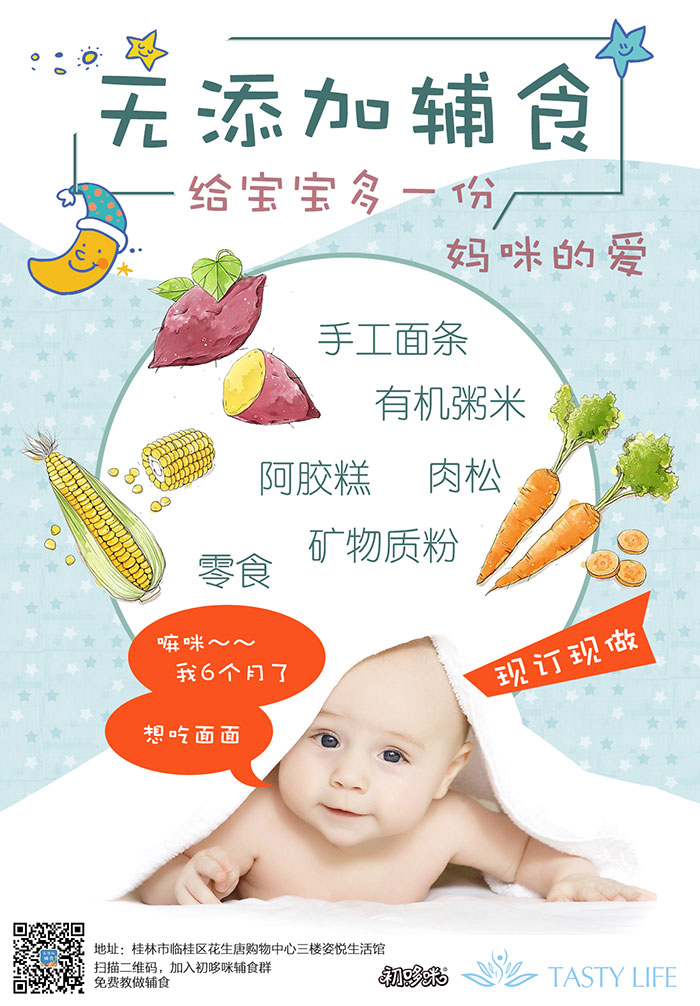 无添加辅食
给宝宝多一份
妈咪的爱
手工面条
有机粥米
阿胶糕 肉松
矿物质粉
零食
嘛咪～～
我6个月了
想吃面面
现订现做
地址：桂林市临桂区花生唐购物中心三楼姿悦生活馆
扫描二维码，加入初哆咪辅食群
免费教做辅食
初哆咪®
TASTY LIFE